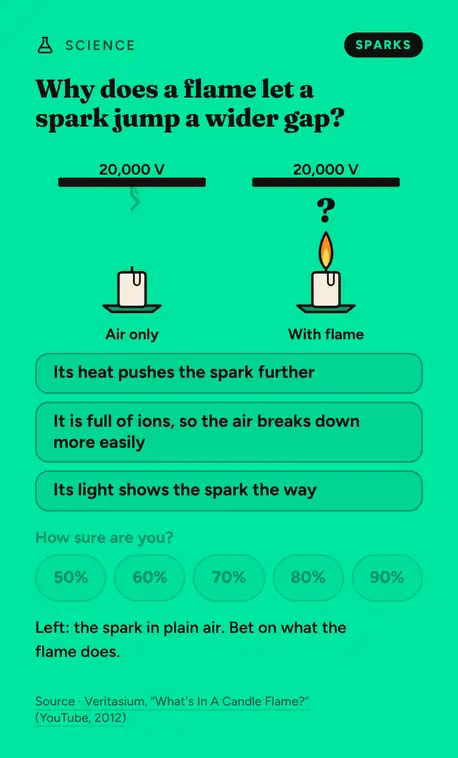 SCIENCE
SPARKS
Why does a flame let a
spark jump a wider gap?
20,000 V
20,000 V
?
Air only
With flame
Its heat pushes the spark further
It is full of ions, so the air breaks down
more easily
Its light shows the spark the way
How sure are you?
50%
60%
70%
80%
90%
Left: the spark in plain air. Bet on what the
flame does.
Source · Veritasium, “What's In A Candle Flame?”
(YouTube, 2012)